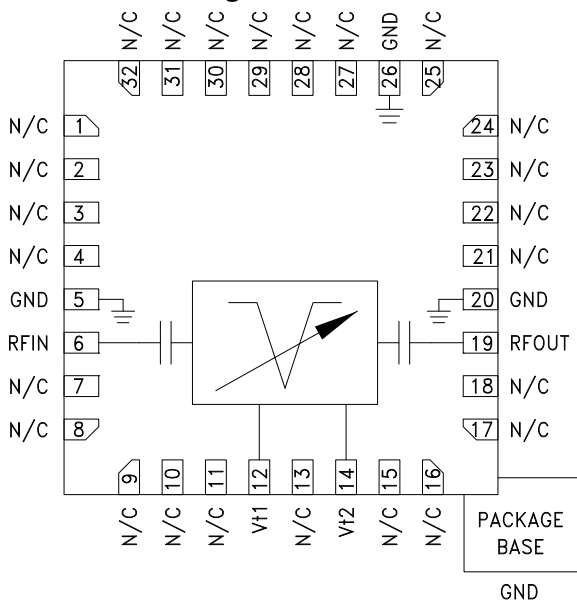 N/C N/C N/C N/C N/C N/C GND N/C
32 31 30 29 28 27 26 25
N/C 1 24 N/C
N/C 2 23 N/C
N/C 3 22 N/C
N/C 4 21 N/C
GND 5 20 GND
RFIN 6 19 RFOUT
N/C 7 18 N/C
N/C 8 17 N/C
9 10 11 12 13 14 15 16
N/C N/C N/C Vt1 N/C Vt2 N/C N/C
PACKAGE
BASE
GND